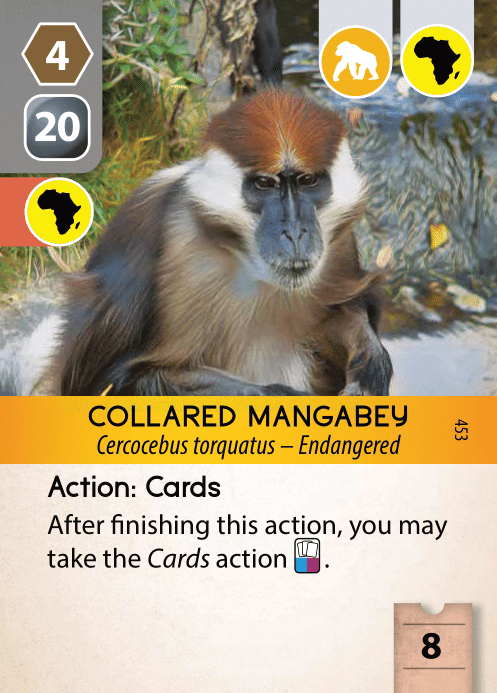 4
20
COLLARED MANGABEY
Cercocebus torquatus – Endangered
453
Action: Cards
After finishing this action, you may
take the Cards action .
8